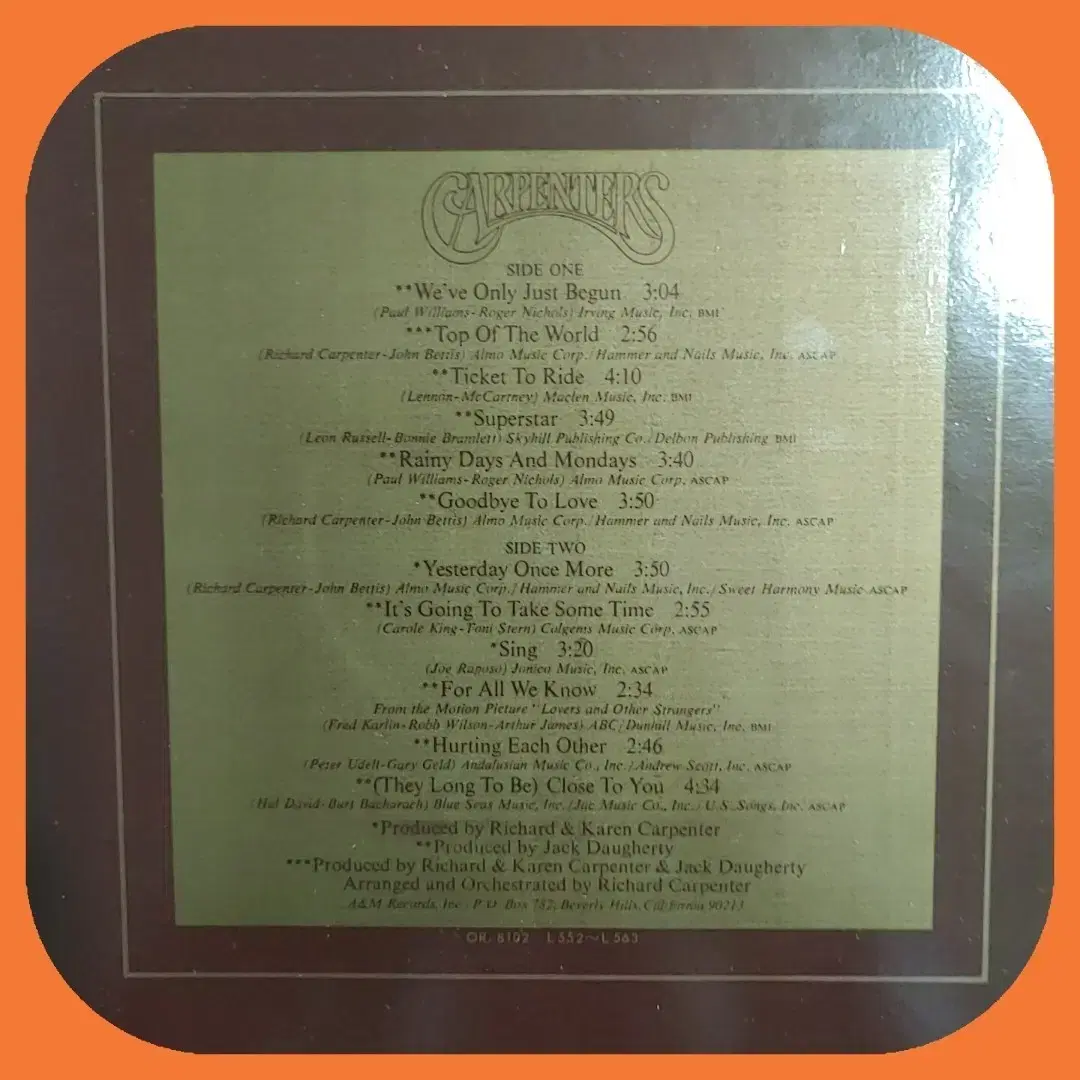 CARPENTERS
SIDE ONE
**We've Only Just Begun 3:04
(Paul Williams-Roger Nichols) Irving Music, Inc. BMI
***Top Of The World 2:56
(Richard Carpenter-John Bettis) Almo Music Corp./Hammer and Nails Music, Inc. ASCAP
**Ticket To Ride 4:10
(Lennon-McCartney) Maclen Music, Inc. BMI
**Superstar 3:49
(Leon Russell-Bonnie Bramlett) Skyhill Publishing Co./Delbon Publishing BMI
**Rainy Days And Mondays 3:40
(Paul Williams-Roger Nichols) Almo Music Corp. ASCAP
**Goodbye To Love 3:50
(Richard Carpenter-John Bettis) Almo Music Corp./Hammer and Nails Music, Inc. ASCAP
SIDE TWO
*Yesterday Once More 3:50
(Richard Carpenter-John Bettis) Almo Music Corp./Hammer and Nails Music, Inc./Sweet Harmony Music ASCAP
**It's Going To Take Some Time 2:55
(Carole King-Toni Stern) Colgems Music Corp. ASCAP
*Sing 3:20
(Joe Raposo) Jonico Music, Inc. ASCAP
**For All We Know 2:34
From the Motion Picture "Lovers and Other Strangers"
(Fred Karlin-Robb Wilson-Arthur James) ABC/Dunhill Music, Inc. BMI
**Hurting Each Other 2:46
(Peter Udell-Gary Geld) Andalusian Music Co., Inc./Andrew Scott, Inc. ASCAP
**(They Long To Be) Close To You 4:34
(Hal David-Burt Bacharach) Blue Seas Music, Inc./Jac Music Co., Inc./U.S. Songs, Inc. ASCAP
*Produced by Richard & Karen Carpenter
**Produced by Jack Daugherty
***Produced by Richard & Karen Carpenter & Jack Daugherty
Arranged and Orchestrated by Richard Carpenter
A&M Records, Inc. P.O. Box 782, Beverly Hills, California 90213
OR. 8102 L 552~L 563